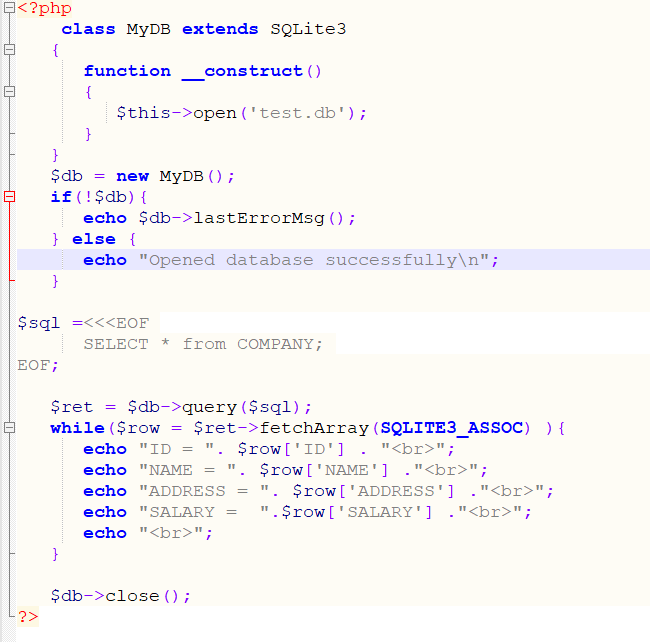 <?php
    class MyDB extends SQLite3
   {
      function __construct()
      {
         $this->open('test.db');
      }
   }
   $db = new MyDB();
   if(!$db){
      echo $db->lastErrorMsg();
   } else {
      echo "Opened database successfully\n";
   }

$sql =<<<EOF
      SELECT * from COMPANY;
EOF;

   $ret = $db->query($sql);
   while($row = $ret->fetchArray(SQLITE3_ASSOC) ){
      echo "ID = ". $row['ID'] . "<br>";
      echo "NAME = ". $row['NAME'] ."<br>";
      echo "ADDRESS = ". $row['ADDRESS'] ."<br>";
      echo "SALARY =  ".$row['SALARY'] ."<br>";
      echo "<br>";
   }

   $db->close();
?>